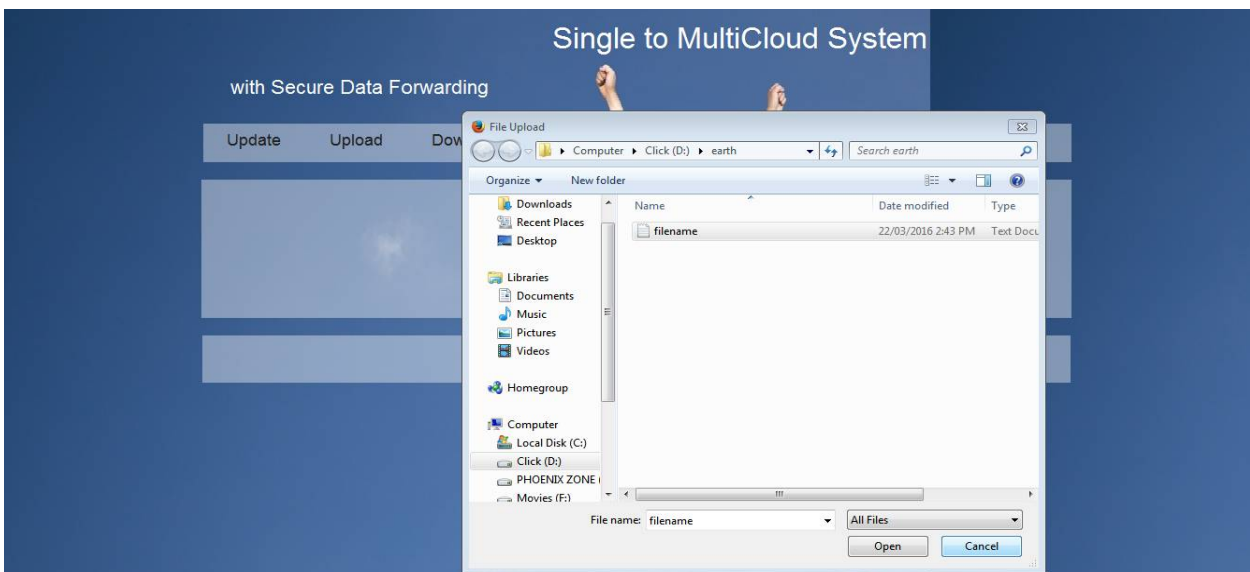 Single to MultiCloud System
with Secure Data Forwarding
Update Upload
File Upload
Computer Click (D:) earth Search earth
Organize New folder
Name Date modified Type
Downloads
Recent Places
Desktop
filename 22/03/2016 2:43 PM Text Docu
Libraries
Documents
Music
Pictures
Videos
Homegroup
Computer
Local Disk (C:)
Click (D:)
PHOENIX ZONE
Movies (F:)
File name: filename All Files
Open Cancel